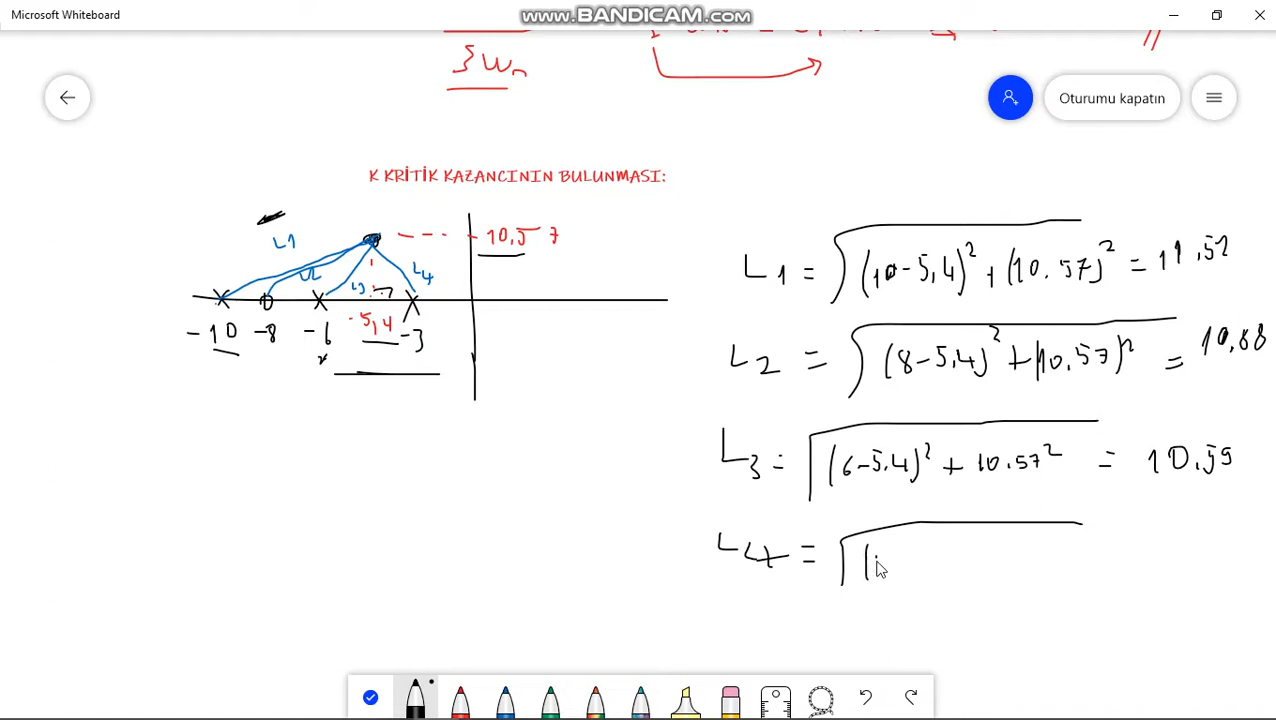 Microsoft Whiteboard
www.BANDICAM.com
ξWn
Oturumu kapatın
K KRİTİK KAZANCININ BULUNMASI:
L1
L2
L3
L4
10,57
-10 -8 -6 -5,4 -3
L1 = √(10-5,4)² + (10.57)² = 11,52
L2 = √(8-5.4)² + (10.57)² = 10,88
L3 = √(6-5.4)² + 10.57² = 10.59
L4 = √(